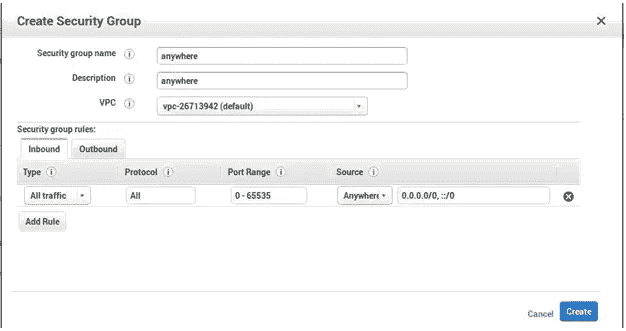 Create Security Group
Security group name anywhere
Description anywhere
VPC vpc-26713942 (default)
Security group rules:
Inbound Outbound
Type Protocol Port Range Source
All traffic All 0 - 65535 Anywhere 0.0.0.0/0, ::/0
Add Rule
Cancel Create